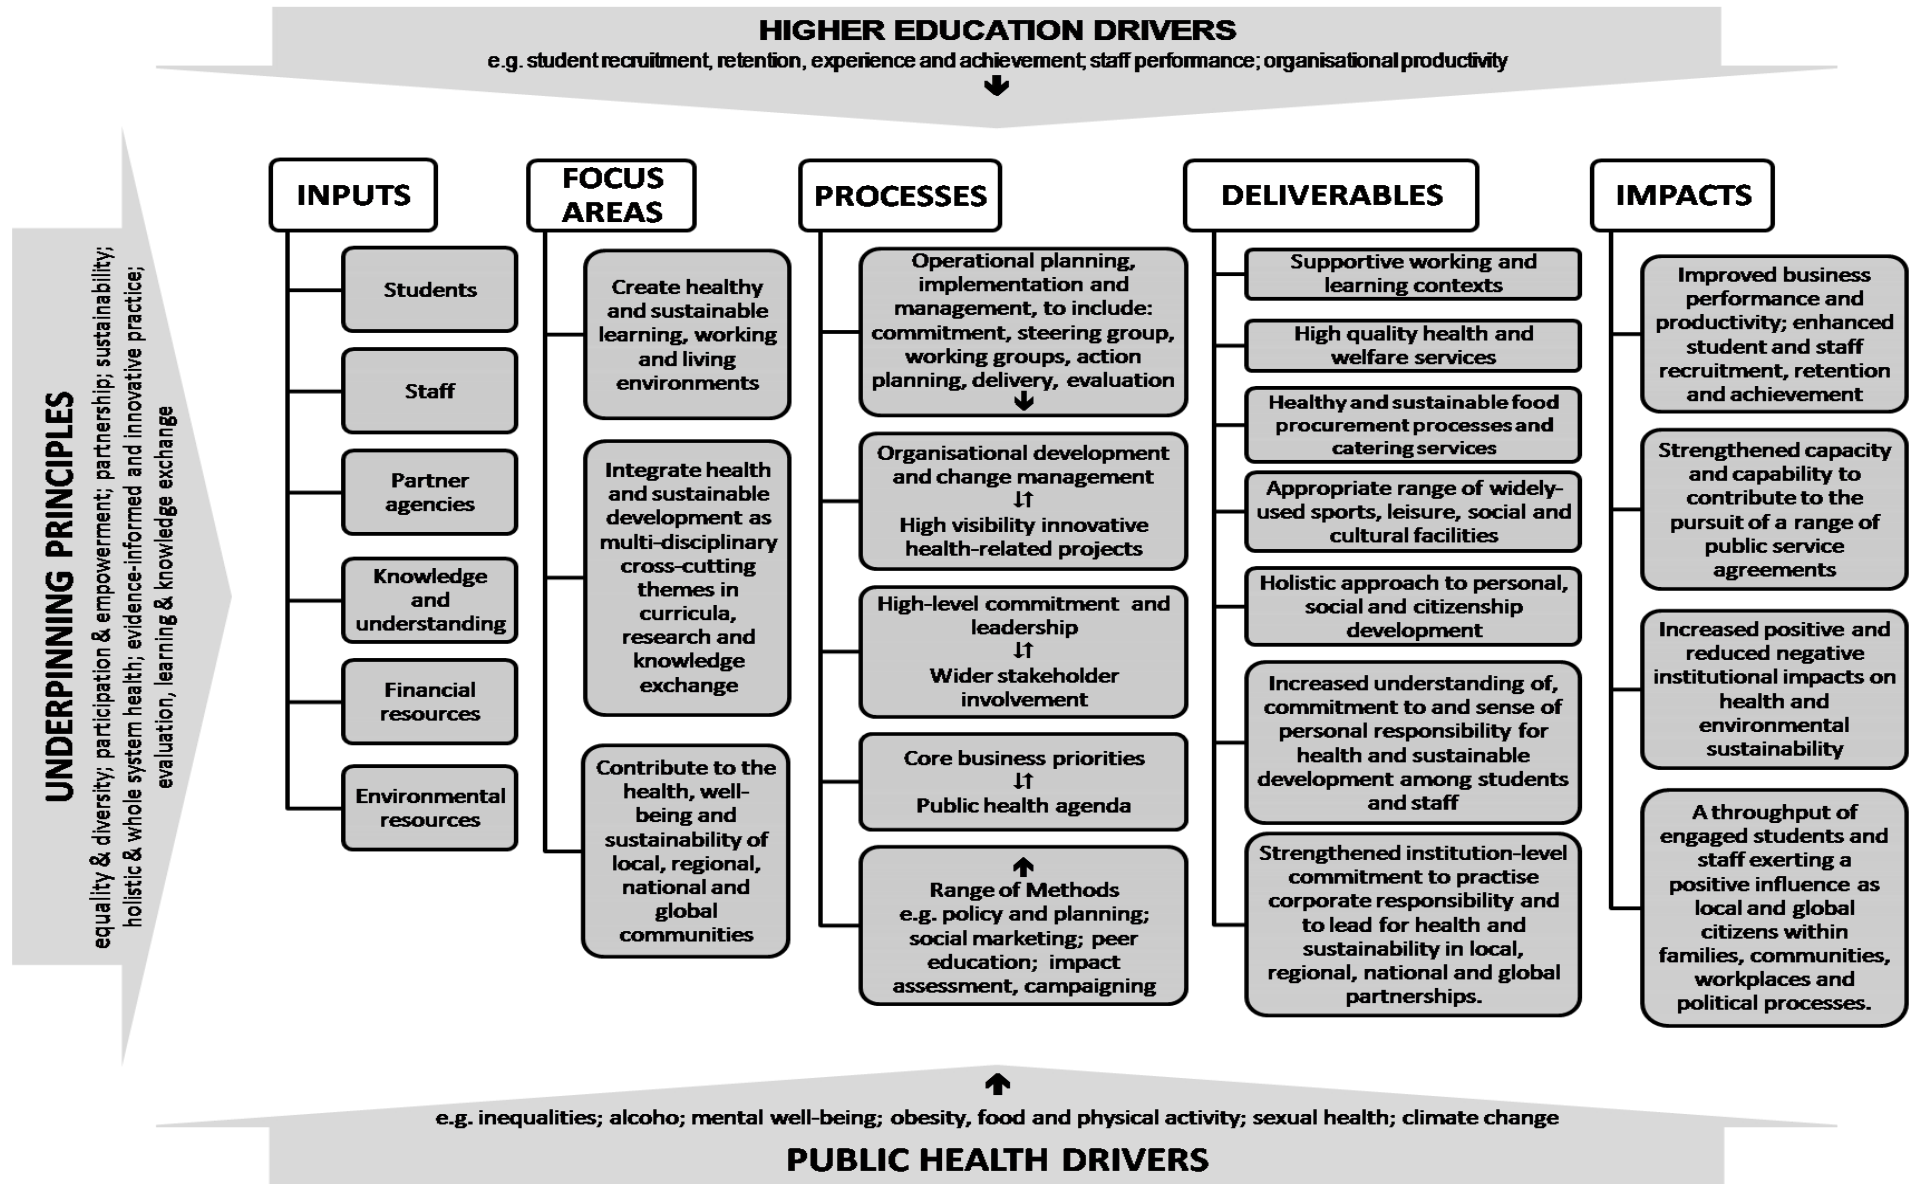 HIGHER EDUCATION DRIVERS
e.g. student recruitment, retention, experience and achievement; staff performance; organisational productivity
UNDERPINNING PRINCIPLES
equality & diversity; participation & empowerment; partnership; sustainability;
holistic & whole system health; evidence-informed and innovative practice;
evaluation, learning & knowledge exchange
INPUTS
Students
Staff
Partner
agencies
Knowledge
and
understanding
Financial
resources
Environmental
resources
FOCUS
AREAS
Create healthy
and sustainable
learning, working
and living
environments
Integrate health
and sustainable
development as
multi-disciplinary
cross-cutting
themes in
curricula,
research and
knowledge
exchange
Contribute to the
health, well-
being and
sustainability of
local, regional,
national and
global
communities
PROCESSES
Operational planning,
implementation and
management, to include:
commitment, steering group,
working groups, action
planning, delivery, evaluation
Organisational development
and change management
High visibility innovative
health-related projects
High-level commitment and
leadership
Wider stakeholder
involvement
Core business priorities
Public health agenda
Range of Methods
e.g. policy and planning;
social marketing; peer
education; impact
assessment, campaigning
DELIVERABLES
Supportive working and
learning contexts
High quality health and
welfare services
Healthy and sustainable food
procurement processes and
catering services
Appropriate range of widely-
used sports, leisure, social and
cultural facilities
Holistic approach to personal,
social and citizenship
development
Increased understanding of,
commitment to and sense of
personal responsibility for
health and sustainable
development among students
and staff
Strengthened institution-level
commitment to practise
corporate responsibility and
to lead for health and
sustainability in local,
regional, national and global
partnerships.
IMPACTS
Improved business
performance and
productivity; enhanced
student and staff
recruitment, retention
and achievement
Strengthened capacity
and capability to
contribute to the
pursuit of a range of
public service
agreements
Increased positive and
reduced negative
institutional impacts on
health and
environmental
sustainability
A throughput of
engaged students and
staff exerting a
positive influence as
local and global
citizens within
families, communities,
workplaces and
political processes.
e.g. inequalities; alcoho; mental well-being; obesity, food and physical activity; sexual health; climate change
PUBLIC HEALTH DRIVERS